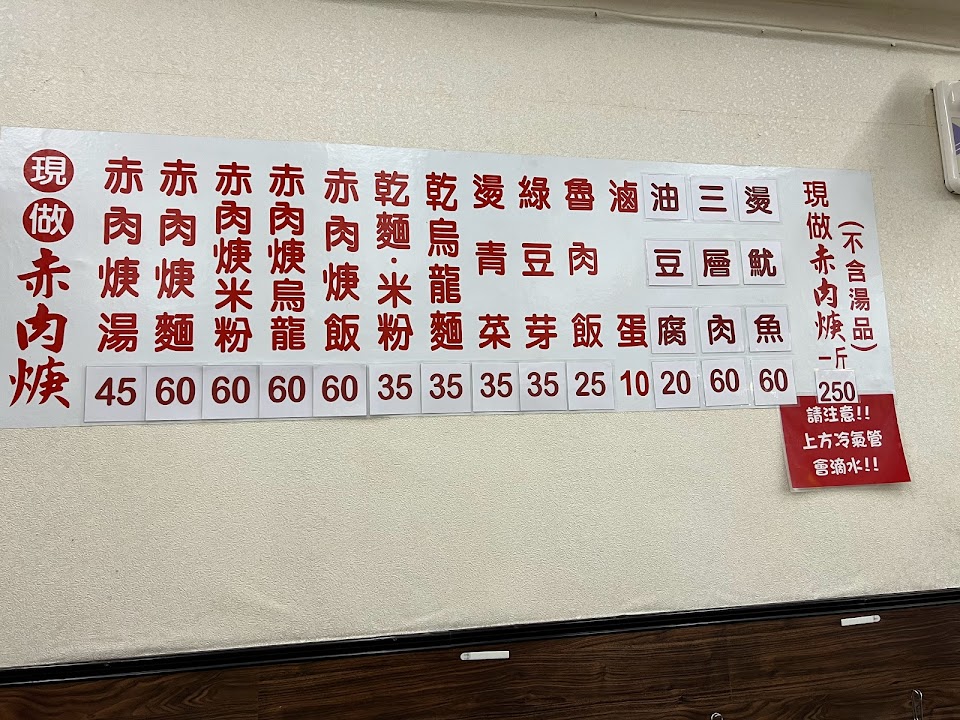 現做赤肉焿
赤肉焿湯 45
赤肉焿麵 60
赤肉焿米粉 60
赤肉焿烏龍 60
赤肉焿飯 60
乾麵·米粉 35
乾烏龍麵 35
燙青菜 35
綠豆芽 35
魯肉飯 25
滷蛋 10
油豆腐 20
三層肉 60
燙魷魚 60
現做赤肉焿一斤 250
(不含湯品)
請注意!!
上方冷氣管
會滴水!!